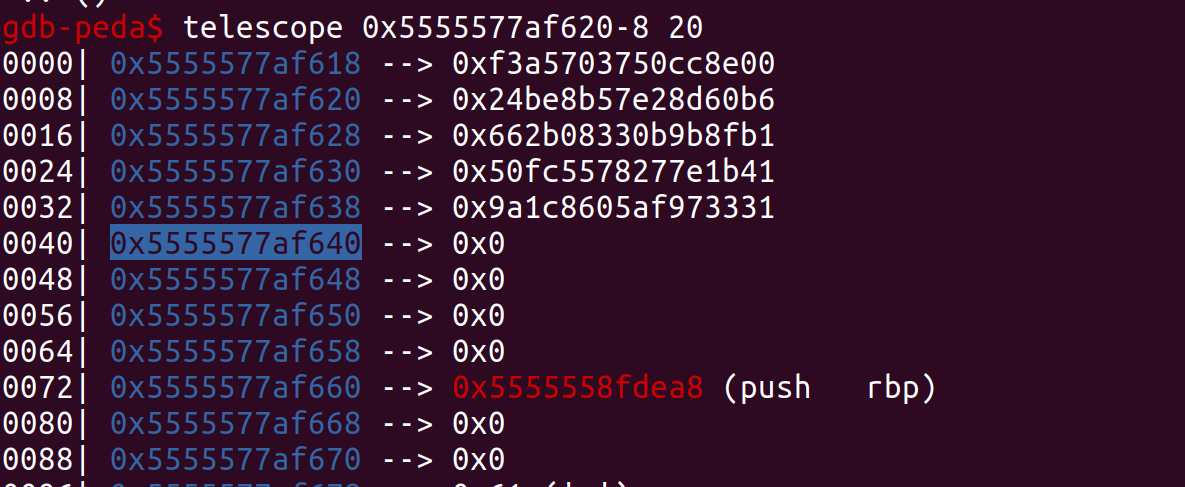 gdb-peda$ telescope 0x5555577af620-8 20
0000| 0x5555577af618 --> 0xf3a5703750cc8e00
0008| 0x5555577af620 --> 0x24be8b57e28d60b6
0016| 0x5555577af628 --> 0x662b08330b9b8fb1
0024| 0x5555577af630 --> 0x50fc5578277e1b41
0032| 0x5555577af638 --> 0x9a1c8605af973331
0040| 0x5555577af640 --> 0x0
0048| 0x5555577af648 --> 0x0
0056| 0x5555577af650 --> 0x0
0064| 0x5555577af658 --> 0x0
0072| 0x5555577af660 --> 0x5555558fdea8 (push   rbp)
0080| 0x5555577af668 --> 0x0
0088| 0x5555577af670 --> 0x0